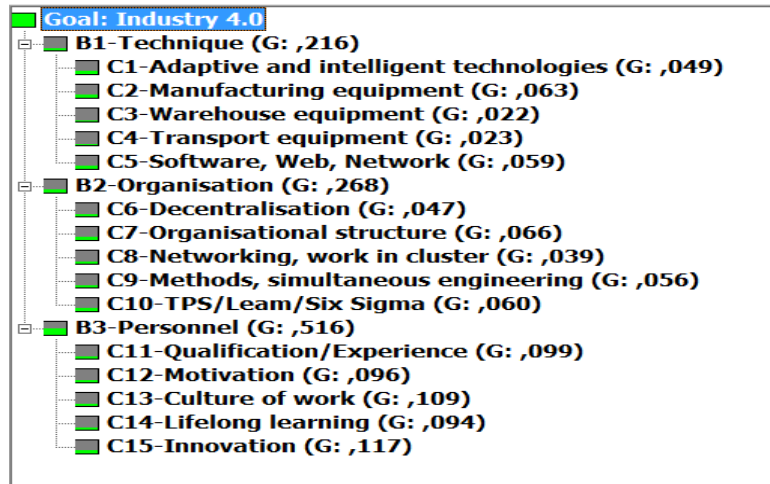 Goal: Industry 4.0
B1-Technique (G: ,216)
C1-Adaptive and intelligent technologies (G: ,049)
C2-Manufacturing equipment (G: ,063)
C3-Warehouse equipment (G: ,022)
C4-Transport equipment (G: ,023)
C5-Software, Web, Network (G: ,059)
B2-Organisation (G: ,268)
C6-Decentralisation (G: ,047)
C7-Organisational structure (G: ,066)
C8-Networking, work in cluster (G: ,039)
C9-Methods, simultaneous engineering (G: ,056)
C10-TPS/Leam/Six Sigma (G: ,060)
B3-Personnel (G: ,516)
C11-Qualification/Experience (G: ,099)
C12-Motivation (G: ,096)
C13-Culture of work (G: ,109)
C14-Lifelong learning (G: ,094)
C15-Innovation (G: ,117)